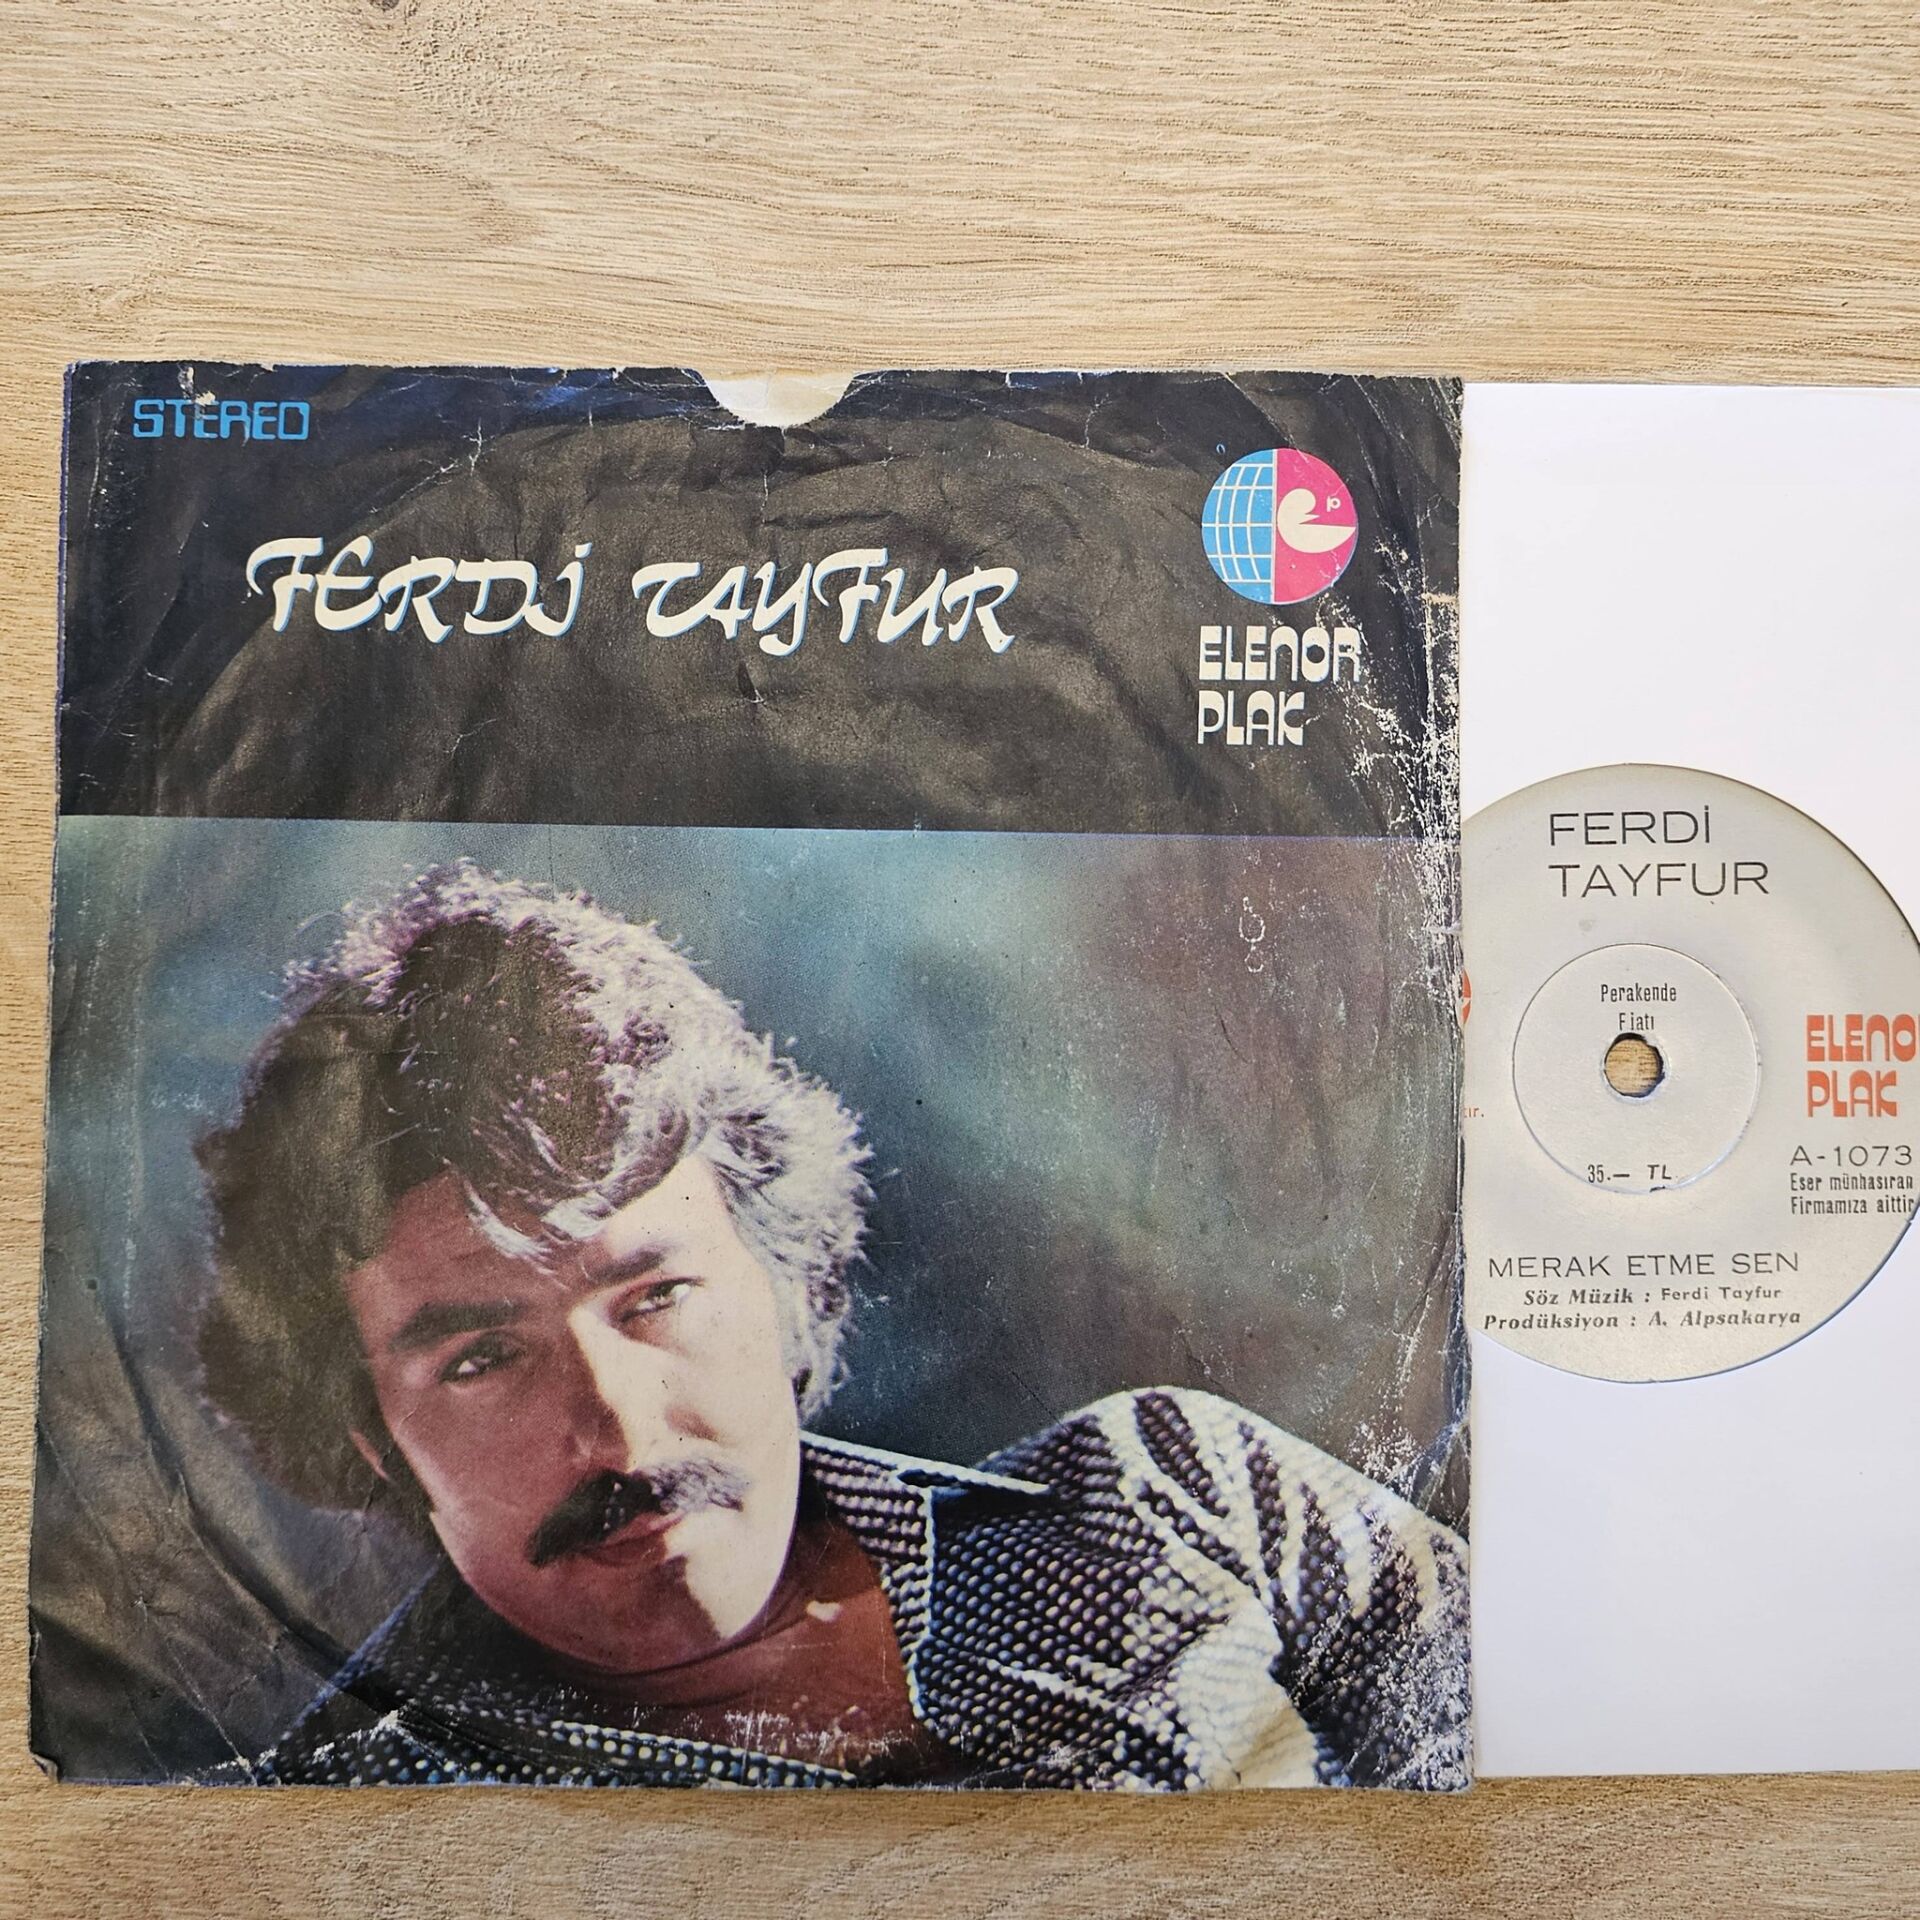 STEREO
FERDİ TAYFUR
ELENOR
PLAK
FERDİ
TAYFUR
Perakende
Fiatı
35.— TL.
PLAK
A-1073
Eser münhasıran
Firmamıza aittir
MERAK ETME SEN
Söz Müzik : Ferdi Tayfur
Prodüksiyon : A. Alpsakarya